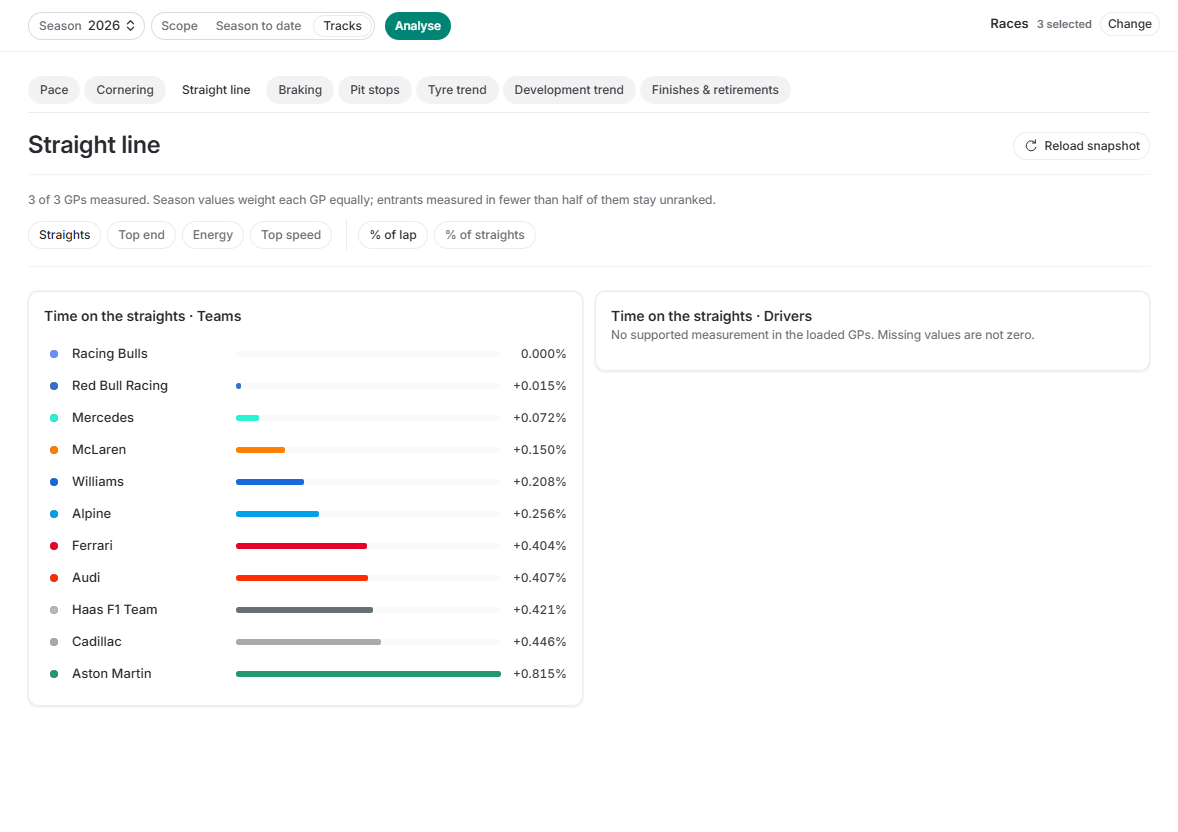 Season 2026 Scope Season to date Tracks Analyse Races 3 selected Change
Pace Cornering Straight line Braking Pit stops Tyre trend Development trend Finishes & retirements
Straight line Reload snapshot
3 of 3 GPs measured. Season values weight each GP equally; entrants measured in fewer than half of them stay unranked.
Straights Top end Energy Top speed % of lap % of straights
Time on the straights · Teams
Racing Bulls 0.000%
Red Bull Racing +0.015%
Mercedes +0.072%
McLaren +0.150%
Williams +0.208%
Alpine +0.256%
Ferrari +0.404%
Audi +0.407%
Haas F1 Team +0.421%
Cadillac +0.446%
Aston Martin +0.815%
Time on the straights · Drivers
No supported measurement in the loaded GPs. Missing values are not zero.